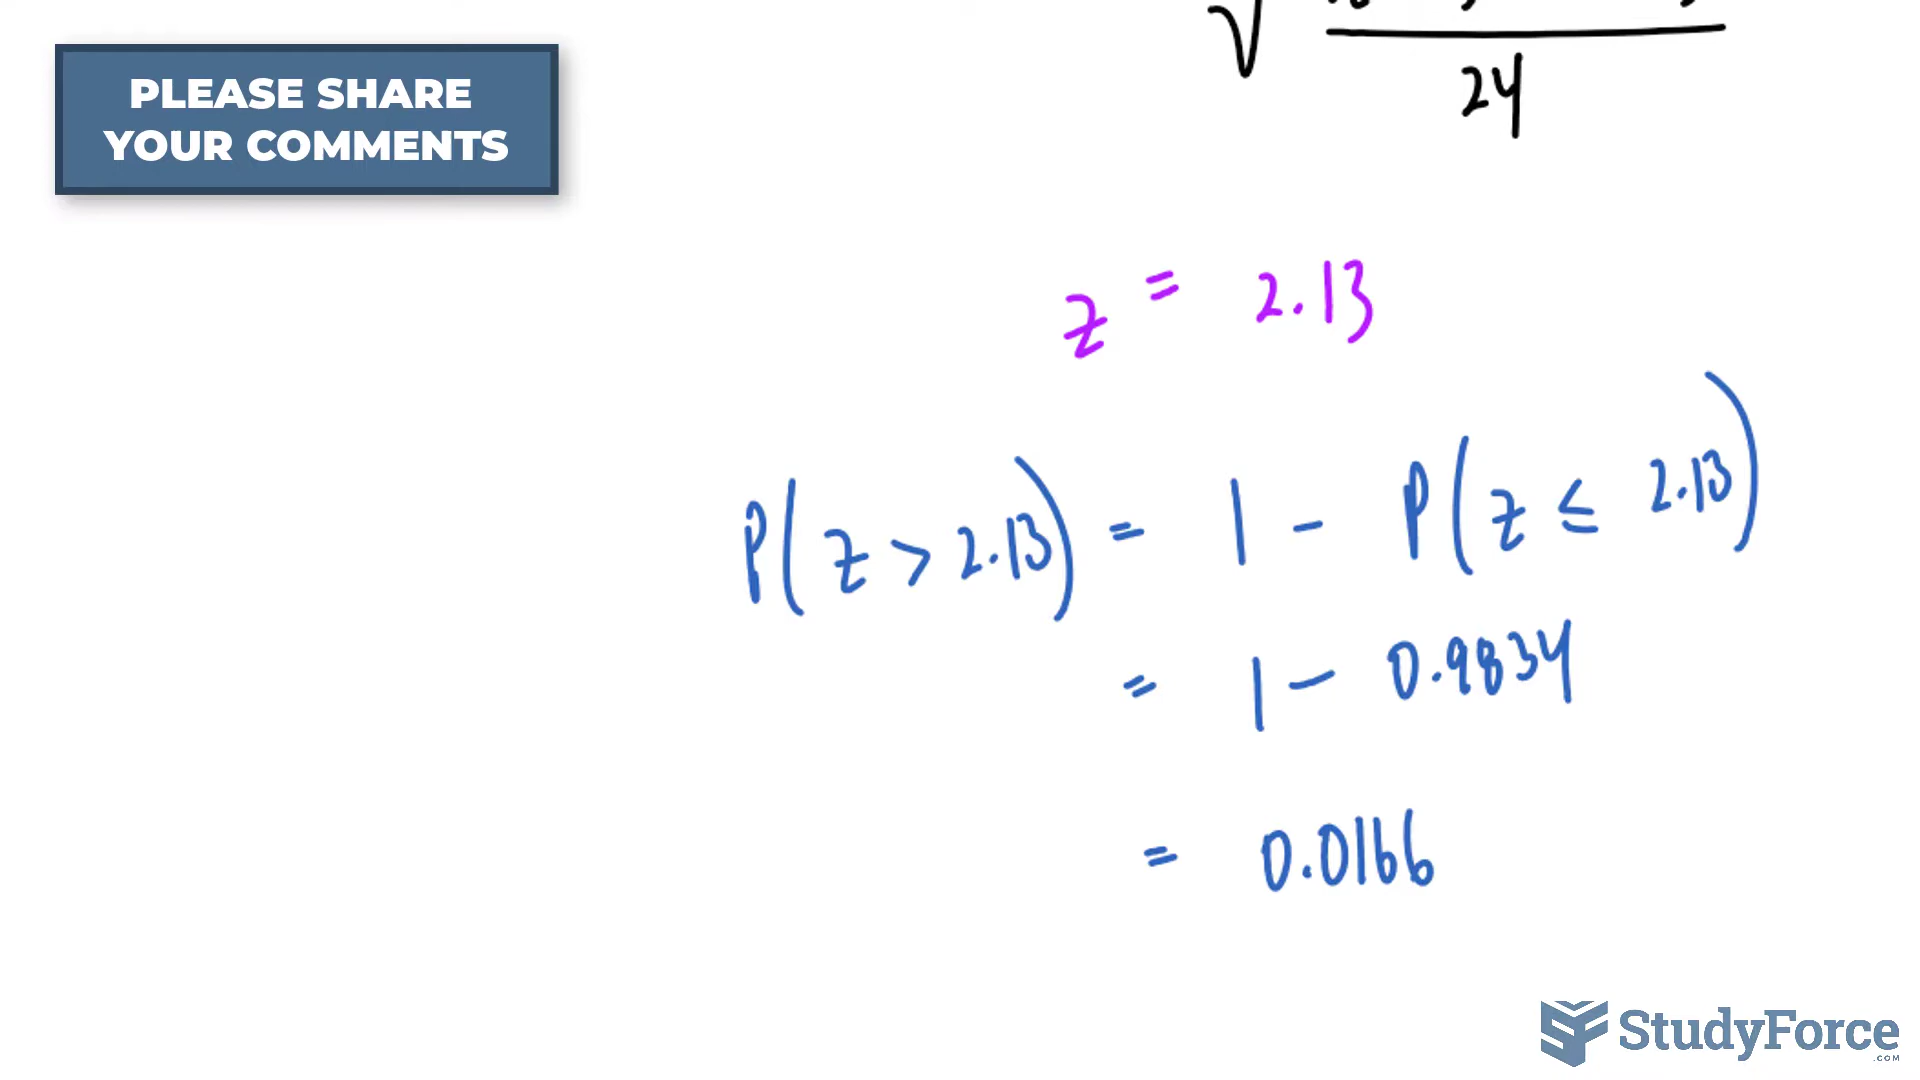 √
24
PLEASE SHARE
YOUR COMMENTS
z = 2.13
P(z > 2.13) = 1 - P(z ≤ 2.13)
= 1 - 0.9834
= 0.0166
StudyForce
.COM